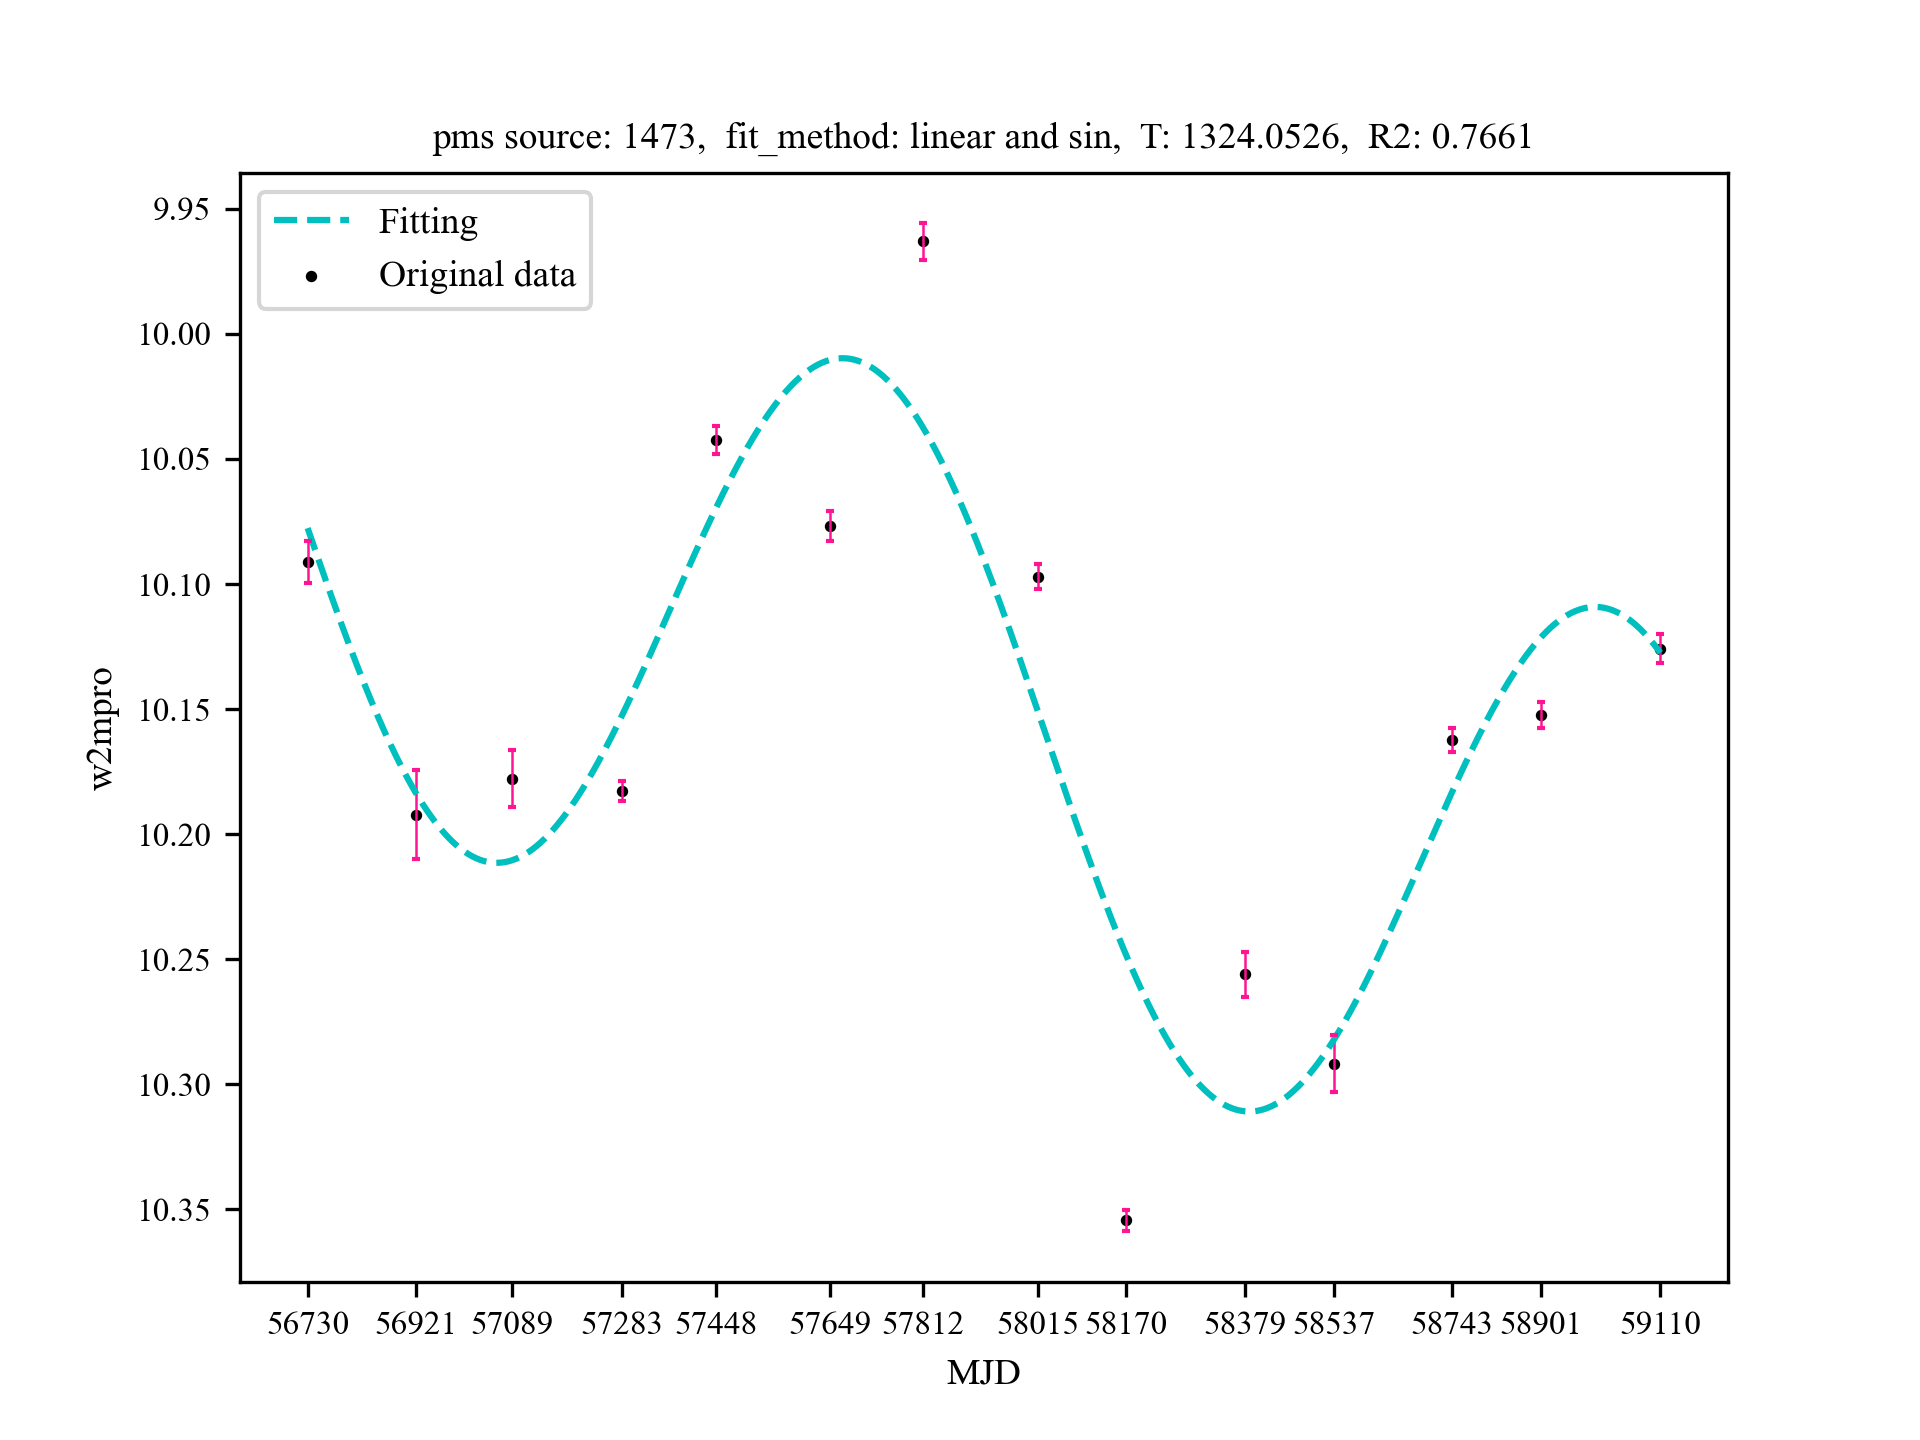 pms source: 1473,  fit_method: linear and sin,  T: 1324.0526,  R2: 0.7661
Fitting
Original data
9.95
10.00
10.05
10.10
10.15
10.20
10.25
10.30
10.35
w2mpro
56730 56921 57089 57283 57448 57649 57812 58015 58170 58379 58537 58743 58901 59110
MJD